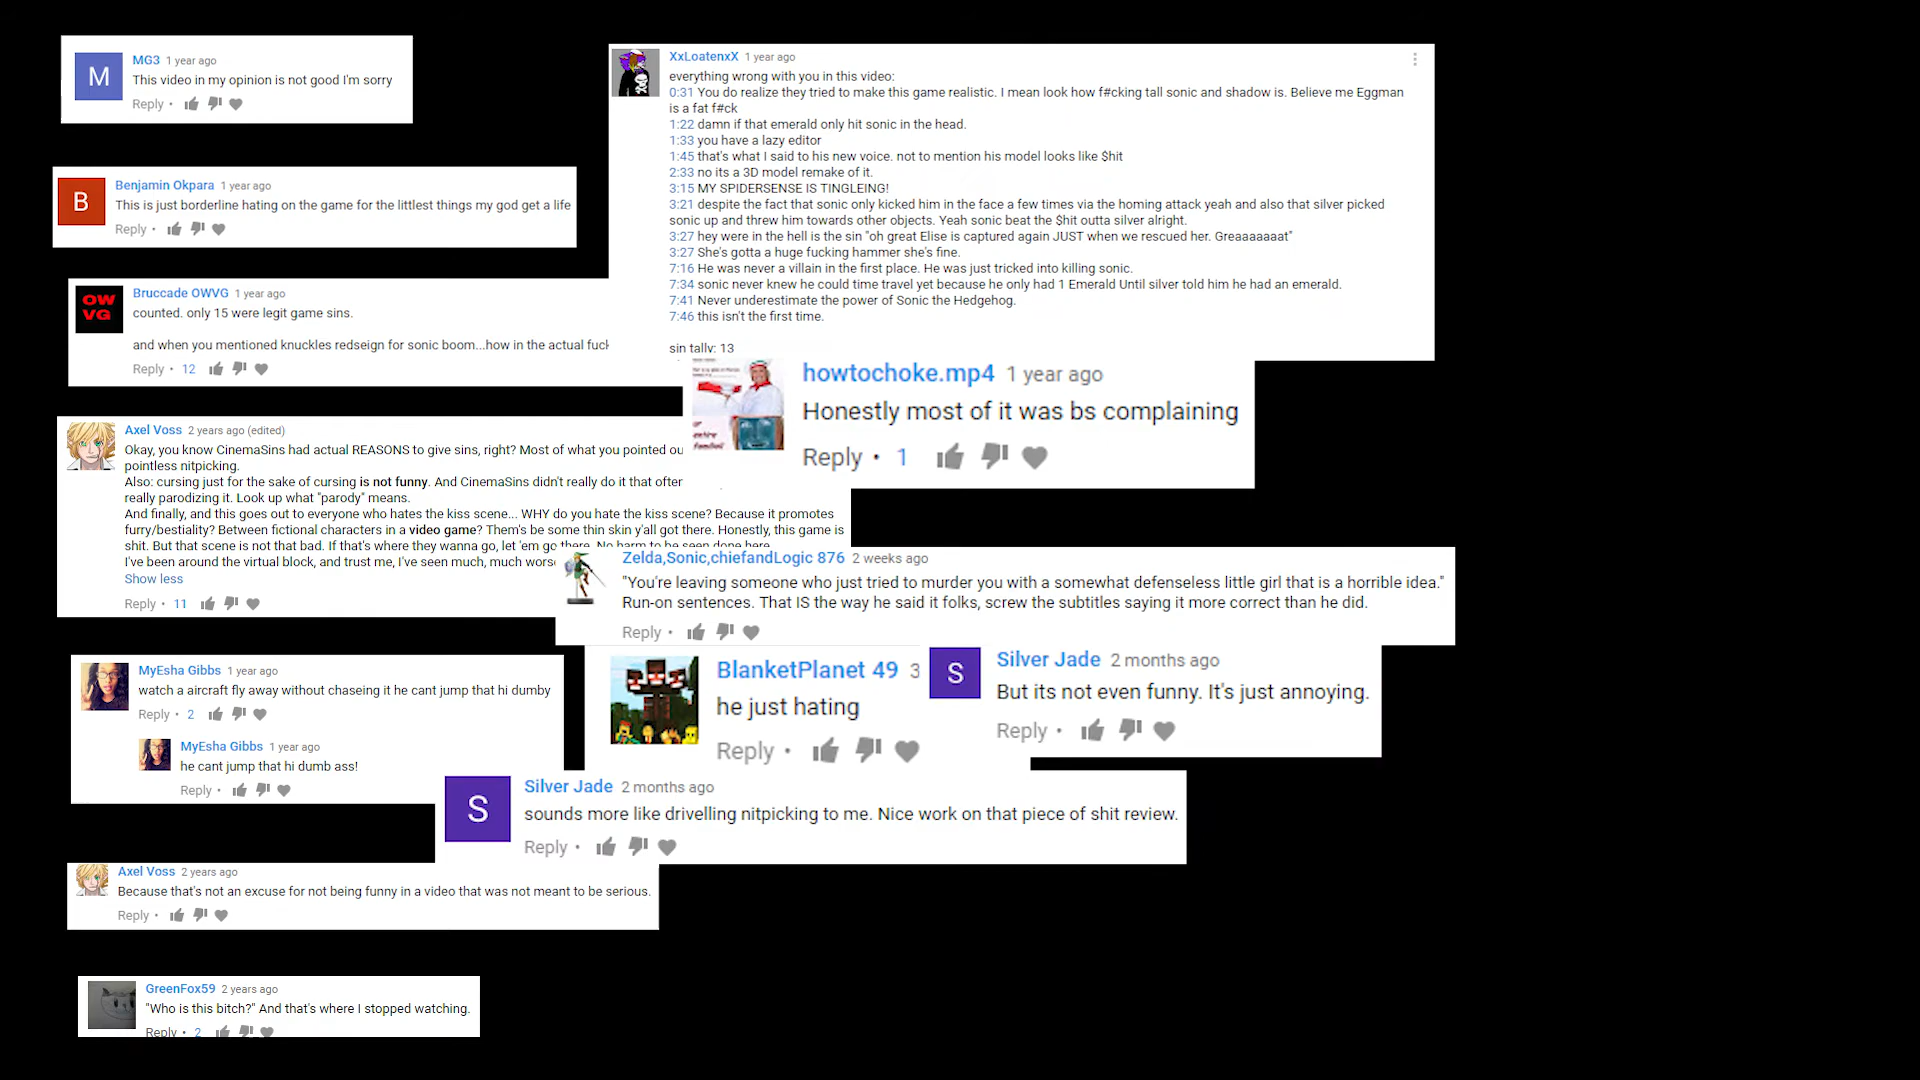 M
MG3 1 year ago
This video in my opinion is not good I'm sorry
Reply •
B
Benjamin Okpara 1 year ago
This is just borderline hating on the game for the littlest things my god get a life
Reply •
OW
VG
Bruccade OWVG 1 year ago
counted. only 15 were legit game sins.
and when you mentioned knuckles redseign for sonic boom...how in the actual fuck
Reply • 12
Axel Voss 2 years ago (edited)
Okay, you know CinemaSins had actual REASONS to give sins, right? Most of what you pointed ou
pointless nitpicking.
Also: cursing just for the sake of cursing is not funny. And CinemaSins didn't really do it that often
really parodizing it. Look up what "parody" means.
And finally, and this goes out to everyone who hates the kiss scene... WHY do you hate the kiss scene? Because it promotes
furry/bestiality? Between fictional characters in a video game? Them's be some thin skin y'all got there. Honestly, this game is
shit. But that scene is not that bad. If that's where they wanna go, let 'em go there. No harm to be seen done here.
I've been around the virtual block, and trust me, I've seen much, much worse
Show less
Reply • 11
MyEsha Gibbs 1 year ago
watch a aircraft fly away without chaseing it he cant jump that hi dumby
Reply • 2
MyEsha Gibbs 1 year ago
he cant jump that hi dumb ass!
Reply •
Axel Voss 2 years ago
Because that's not an excuse for not being funny in a video that was not meant to be serious.
Reply •
GreenFox59 2 years ago
"Who is this bitch?" And that's where I stopped watching.
Reply • 2
XxLoatenxX 1 year ago
everything wrong with you in this video:
0:31 You do realize they tried to make this game realistic. I mean look how f#cking tall sonic and shadow is. Believe me Eggman
is a fat f#ck
1:22 damn if that emerald only hit sonic in the head.
1:33 you have a lazy editor
1:45 that's what I said to his new voice. not to mention his model looks like $hit
2:33 no its a 3D model remake of it.
3:15 MY SPIDERSENSE IS TINGLEING!
3:21 despite the fact that sonic only kicked him in the face a few times via the homing attack yeah and also that silver picked
sonic up and threw him towards other objects. Yeah sonic beat the $hit outta silver alright.
3:27 hey were in the hell is the sin "oh great Elise is captured again JUST when we rescued her. Greaaaaaaat"
3:27 She's gotta a huge fucking hammer she's fine.
7:16 He was never a villain in the first place. He was just tricked into killing sonic.
7:34 sonic never knew he could time travel yet because he only had 1 Emerald Until silver told him he had an emerald.
7:41 Never underestimate the power of Sonic the Hedgehog.
7:46 this isn't the first time.
sin tally: 13
howtochoke.mp4 1 year ago
Honestly most of it was bs complaining
Reply • 1
Zelda,Sonic,chiefandLogic 876 2 weeks ago
"You're leaving someone who just tried to murder you with a somewhat defenseless little girl that is a horrible idea."
Run-on sentences. That IS the way he said it folks, screw the subtitles saying it more correct than he did.
Reply •
BlanketPlanet 49 3
he just hating
Reply •
S
Silver Jade 2 months ago
But its not even funny. It's just annoying.
Reply •
S
Silver Jade 2 months ago
sounds more like drivelling nitpicking to me. Nice work on that piece of shit review.
Reply •